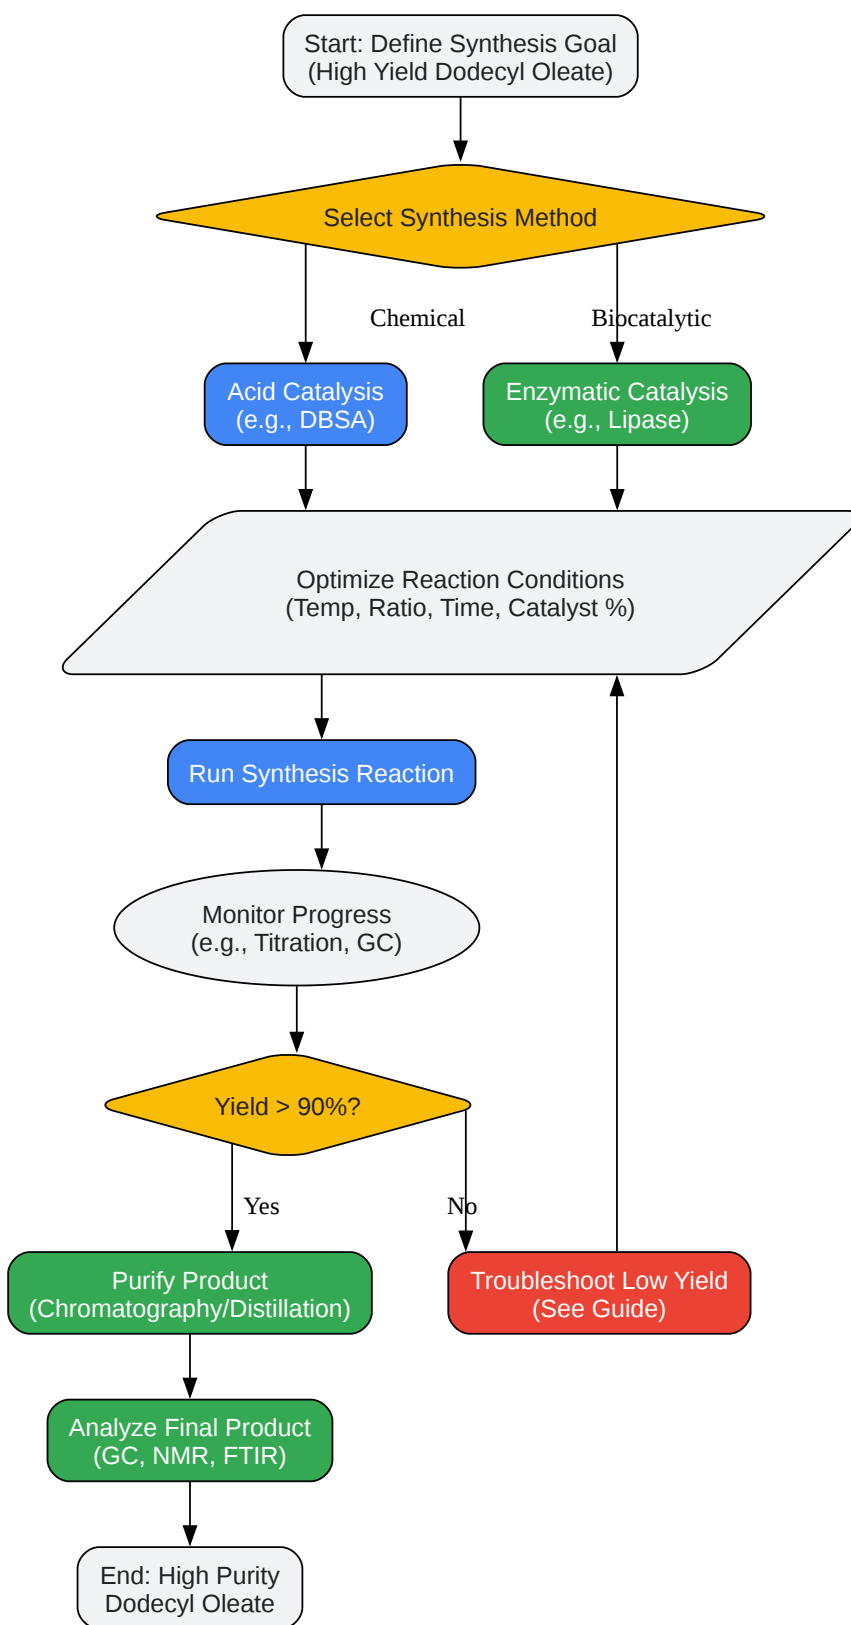 Start: Define Synthesis Goal
(High Yield Dodecyl Oleate)
Select Synthesis Method
Chemical
Biocatalytic
Acid Catalysis
(e.g., DBSA)
Enzymatic Catalysis
(e.g., Lipase)
Optimize Reaction Conditions
(Temp, Ratio, Time, Catalyst %)
Run Synthesis Reaction
Monitor Progress
(e.g., Titration, GC)
Yield > 90%?
Yes
No
Purify Product
(Chromatography/Distillation)
Troubleshoot Low Yield
(See Guide)
Analyze Final Product
(GC, NMR, FTIR)
End: High Purity
Dodecyl Oleate